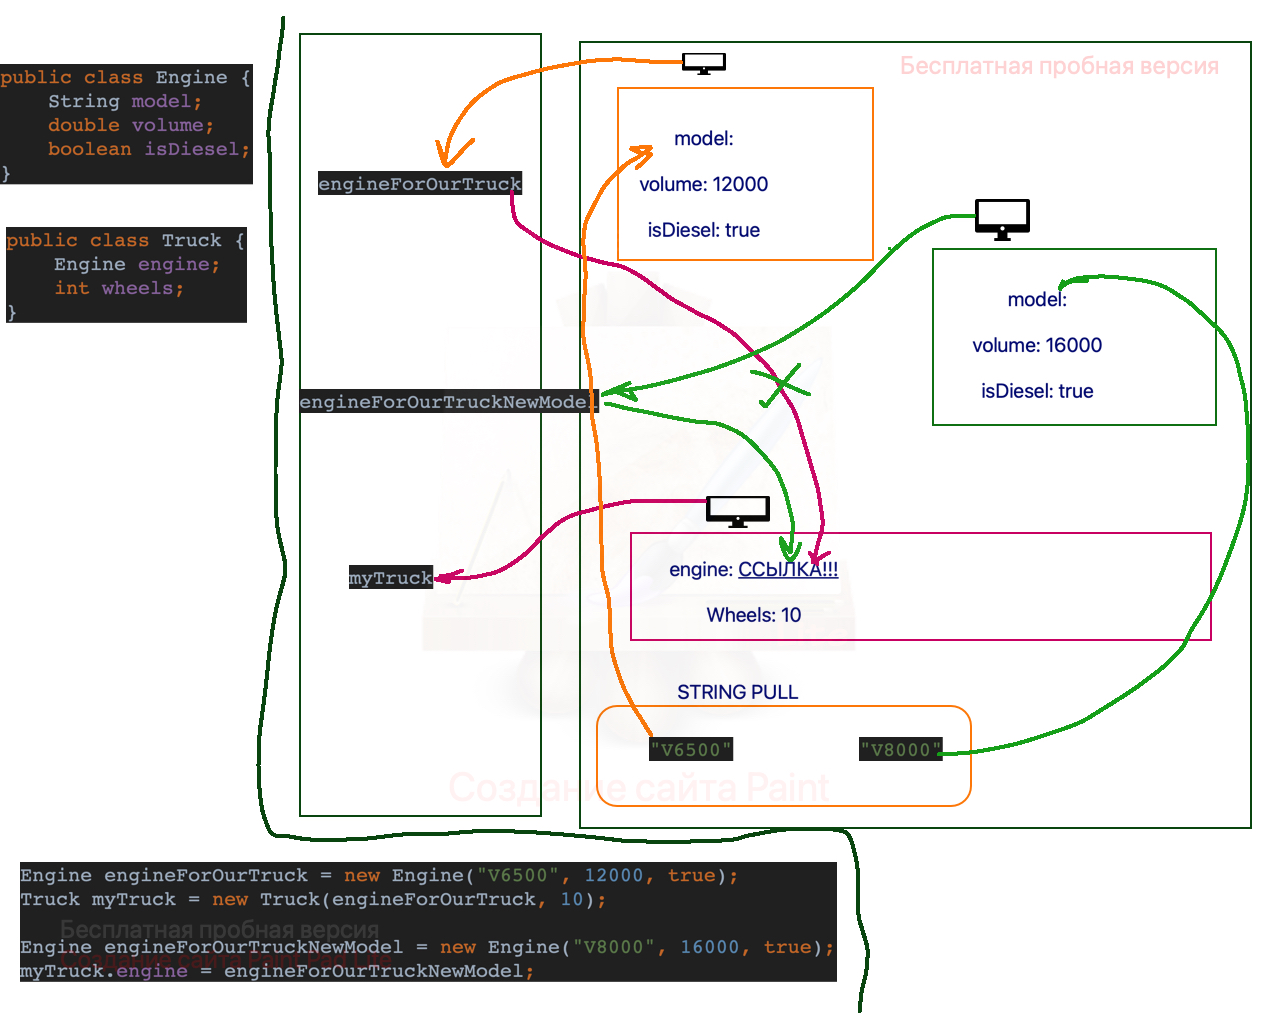 public class Engine {
String model;
double volume;
boolean isDiesel;
}
public class Truck {
Engine engine;
int wheels;
}
engineForOurTruck
engineForOurTruckNewModel
myTruck
Бесплатная пробная версия
model:
volume: 12000
isDiesel: true
model:
volume: 16000
isDiesel: true
engine: ССЫЛКА!!!
Wheels: 10
STRING PULL
"V6500"
"V8000"
Создание сайта Paint
Engine engineForOurTruck = new Engine("V6500", 12000, true);
Truck myTruck = new Truck(engineForOurTruck, 10);
Бесплатная пробная версия
Engine engineForOurTruckNewModel = new Engine("V8000", 16000, true);
Создание сайта Paint Pad Lite
myTruck.engine = engineForOurTruckNewModel;